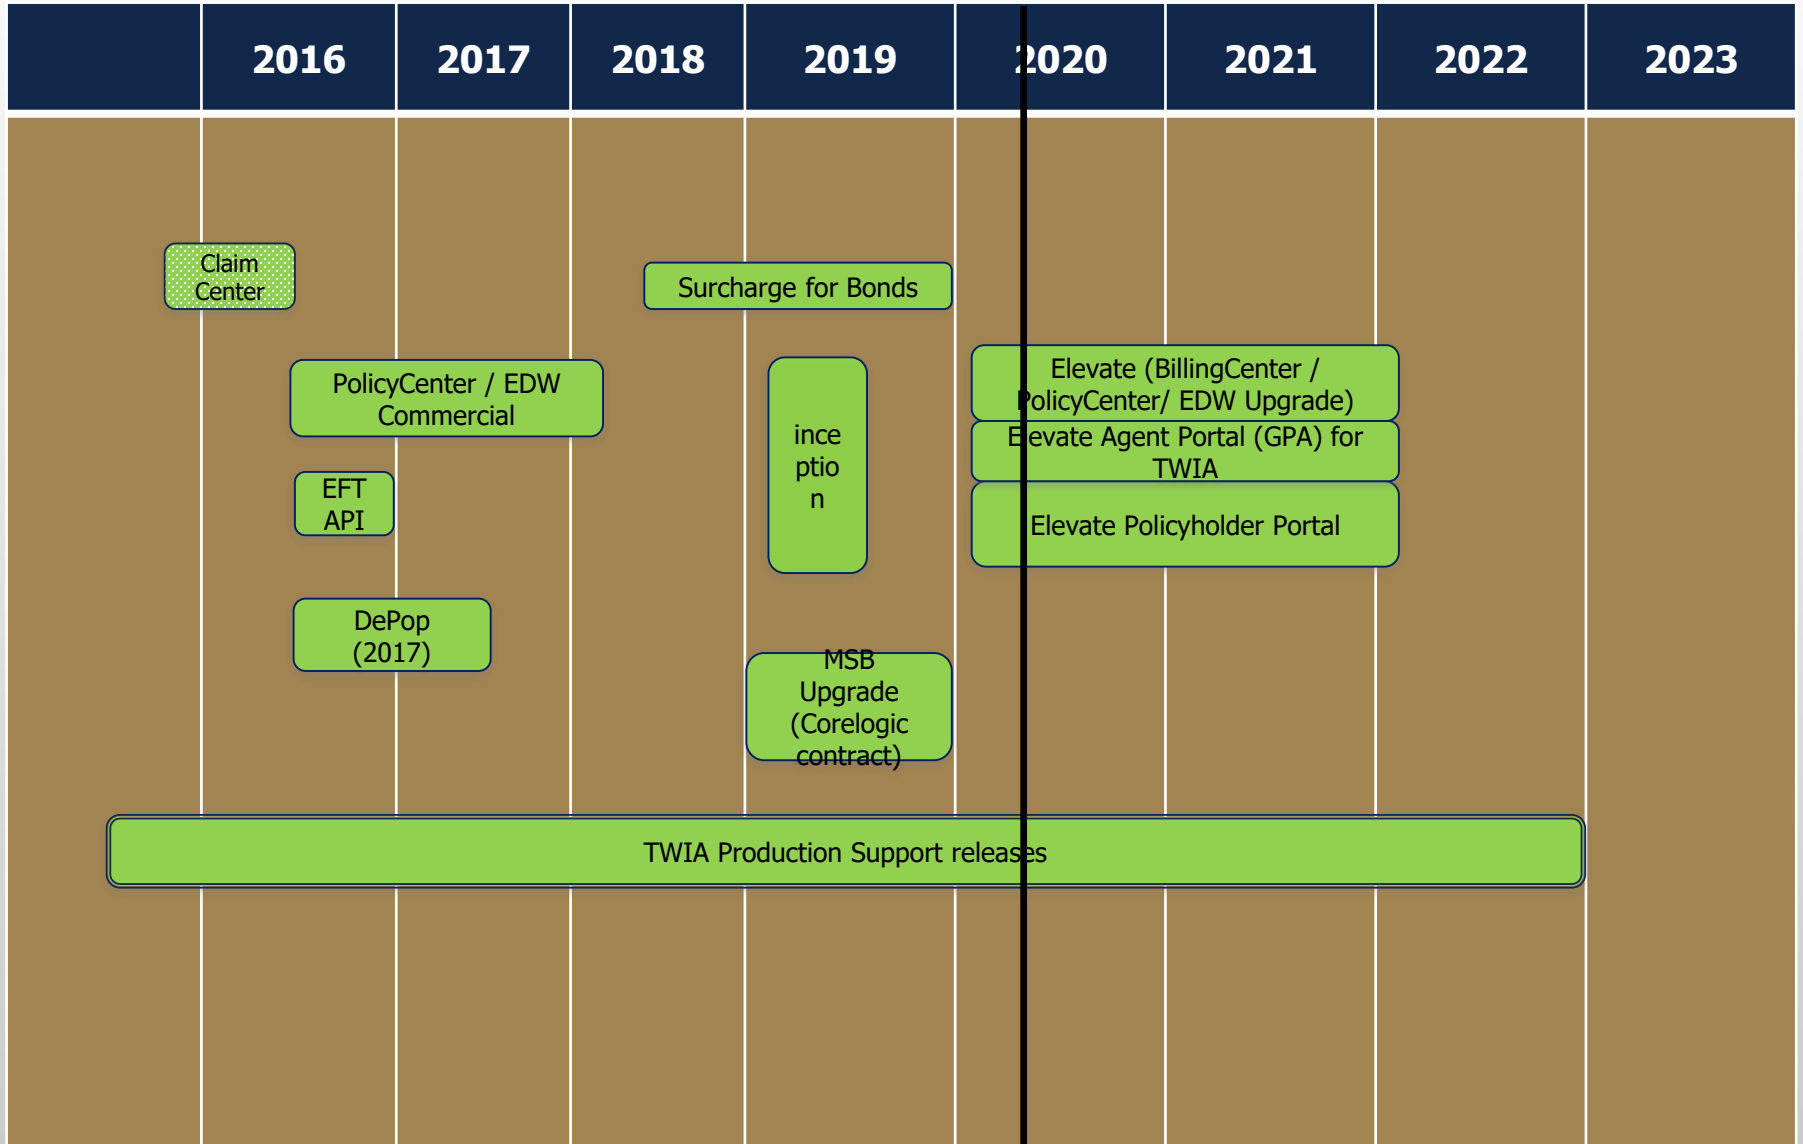 2016 2017 2018 2019 2020 2021 2022 2023
Claim
Center
Surcharge for Bonds
PolicyCenter / EDW
Commercial
ince
ptio
n
Elevate (BillingCenter /
PolicyCenter/ EDW Upgrade)
Elevate Agent Portal (GPA) for
TWIA
Elevate Policyholder Portal
EFT
API
DePop
(2017)
MSB
Upgrade
(Corelogic
contract)
TWIA Production Support releases